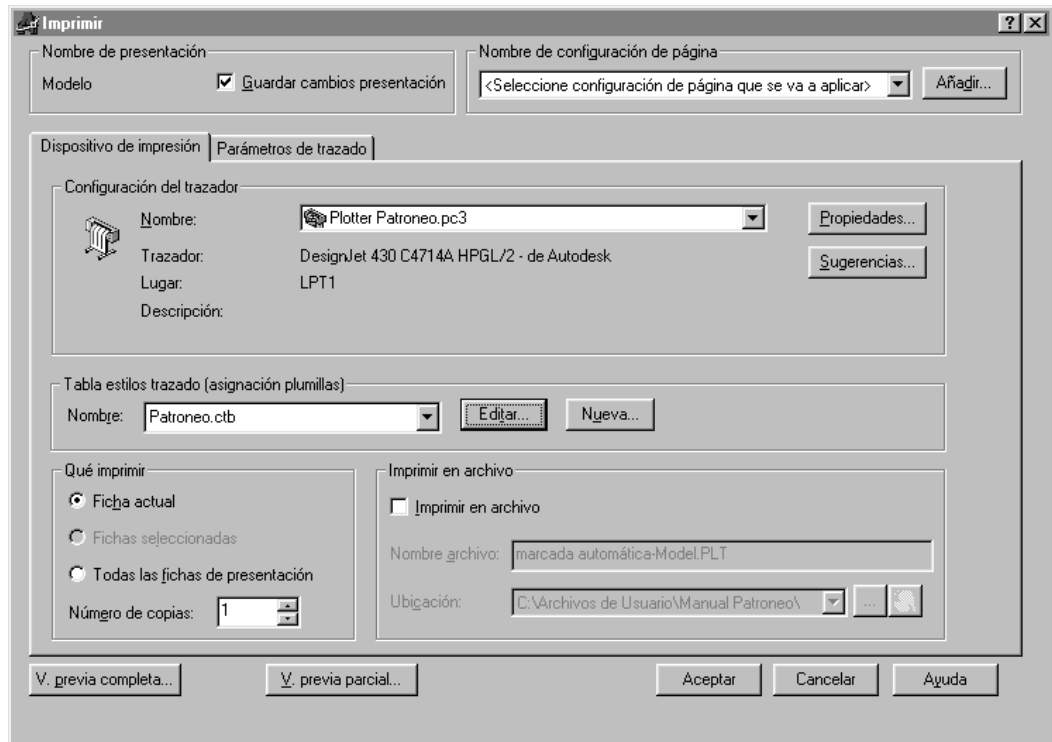 Imprimir
Nombre de presentación
Modelo
Guardar cambios presentación
Nombre de configuración de página
<Seleccione configuración de página que se va a aplicar>
Añadir...
Dispositivo de impresión
Parámetros de trazado
Configuración del trazador
Nombre:
Plotter Patroneo.pc3
Propiedades...
Trazador:
DesignJet 430 C4714A HPGL/2 - de Autodesk
Sugerencias...
Lugar:
LPT1
Descripción:
Tabla estilos trazado (asignación plumillas)
Nombre:
Patroneo.ctb
Editar...
Nueva...
Qué imprimir
Ficha actual
Fichas seleccionadas
Todas las fichas de presentación
Número de copias:
1
Imprimir en archivo
Imprimir en archivo
Nombre archivo:
marcada automática-Model.PLT
Ubicación:
C:\Archivos de Usuario\Manual Patroneo\
...
V. previa completa...
V. previa parcial...
Aceptar
Cancelar
Ayuda